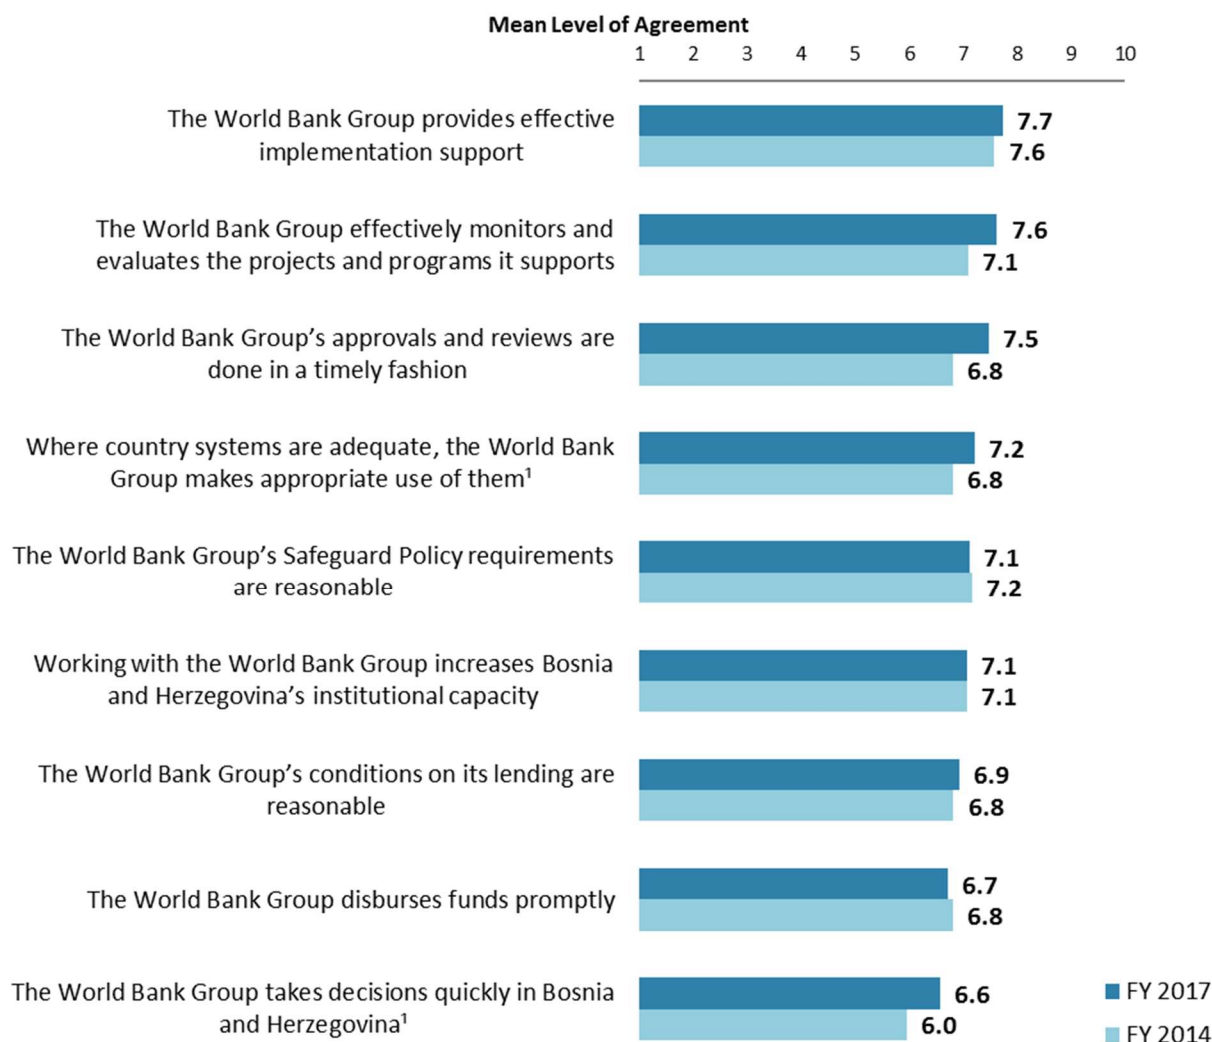 Mean Level of Agreement
1 2 3 4 5 6 7 8 9 10
The World Bank Group provides effective
implementation support
7.7
7.6
The World Bank Group effectively monitors and
evaluates the projects and programs it supports
7.6
7.1
The World Bank Group’s approvals and reviews are
done in a timely fashion
7.5
6.8
Where country systems are adequate, the World Bank
Group makes appropriate use of them¹
7.2
6.8
The World Bank Group’s Safeguard Policy requirements
are reasonable
7.1
7.2
Working with the World Bank Group increases Bosnia
and Herzegovina’s institutional capacity
7.1
7.1
The World Bank Group’s conditions on its lending are
reasonable
6.9
6.8
The World Bank Group disburses funds promptly
6.7
6.8
The World Bank Group takes decisions quickly in Bosnia
and Herzegovina¹
6.6
6.0
FY 2017
FY 2014